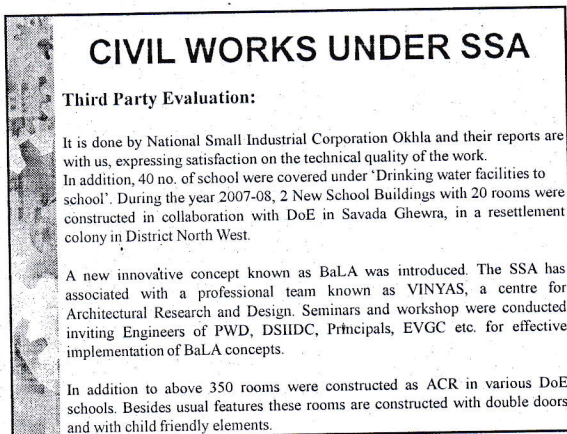 CIVIL WORKS UNDER SSA
Third Party Evaluation:
It is done by National Small Industrial Corporation Okhla and their reports are
with us, expressing satisfaction on the technical quality of the work.
In addition, 40 no. of school were covered under ‘Drinking water facilities to
school’. During the year 2007-08, 2 New School Buildings with 20 rooms were
constructed in collaboration with DoE in Savada Ghewra, in a resettlement
colony in District North West.
A new innovative concept known as BaLA was introduced. The SSA has
associated with a professional team known as VINYAS, a centre for
Architectural Research and Design. Seminars and workshop were conducted
inviting Engineers of PWD, DSIIDC, Principals, EVGC etc. for effective
implementation of BaLA concepts.
In addition to above 350 rooms were constructed as ACR in various DoE
schools. Besides usual features these rooms are constructed with double doors
and with child friendly elements.